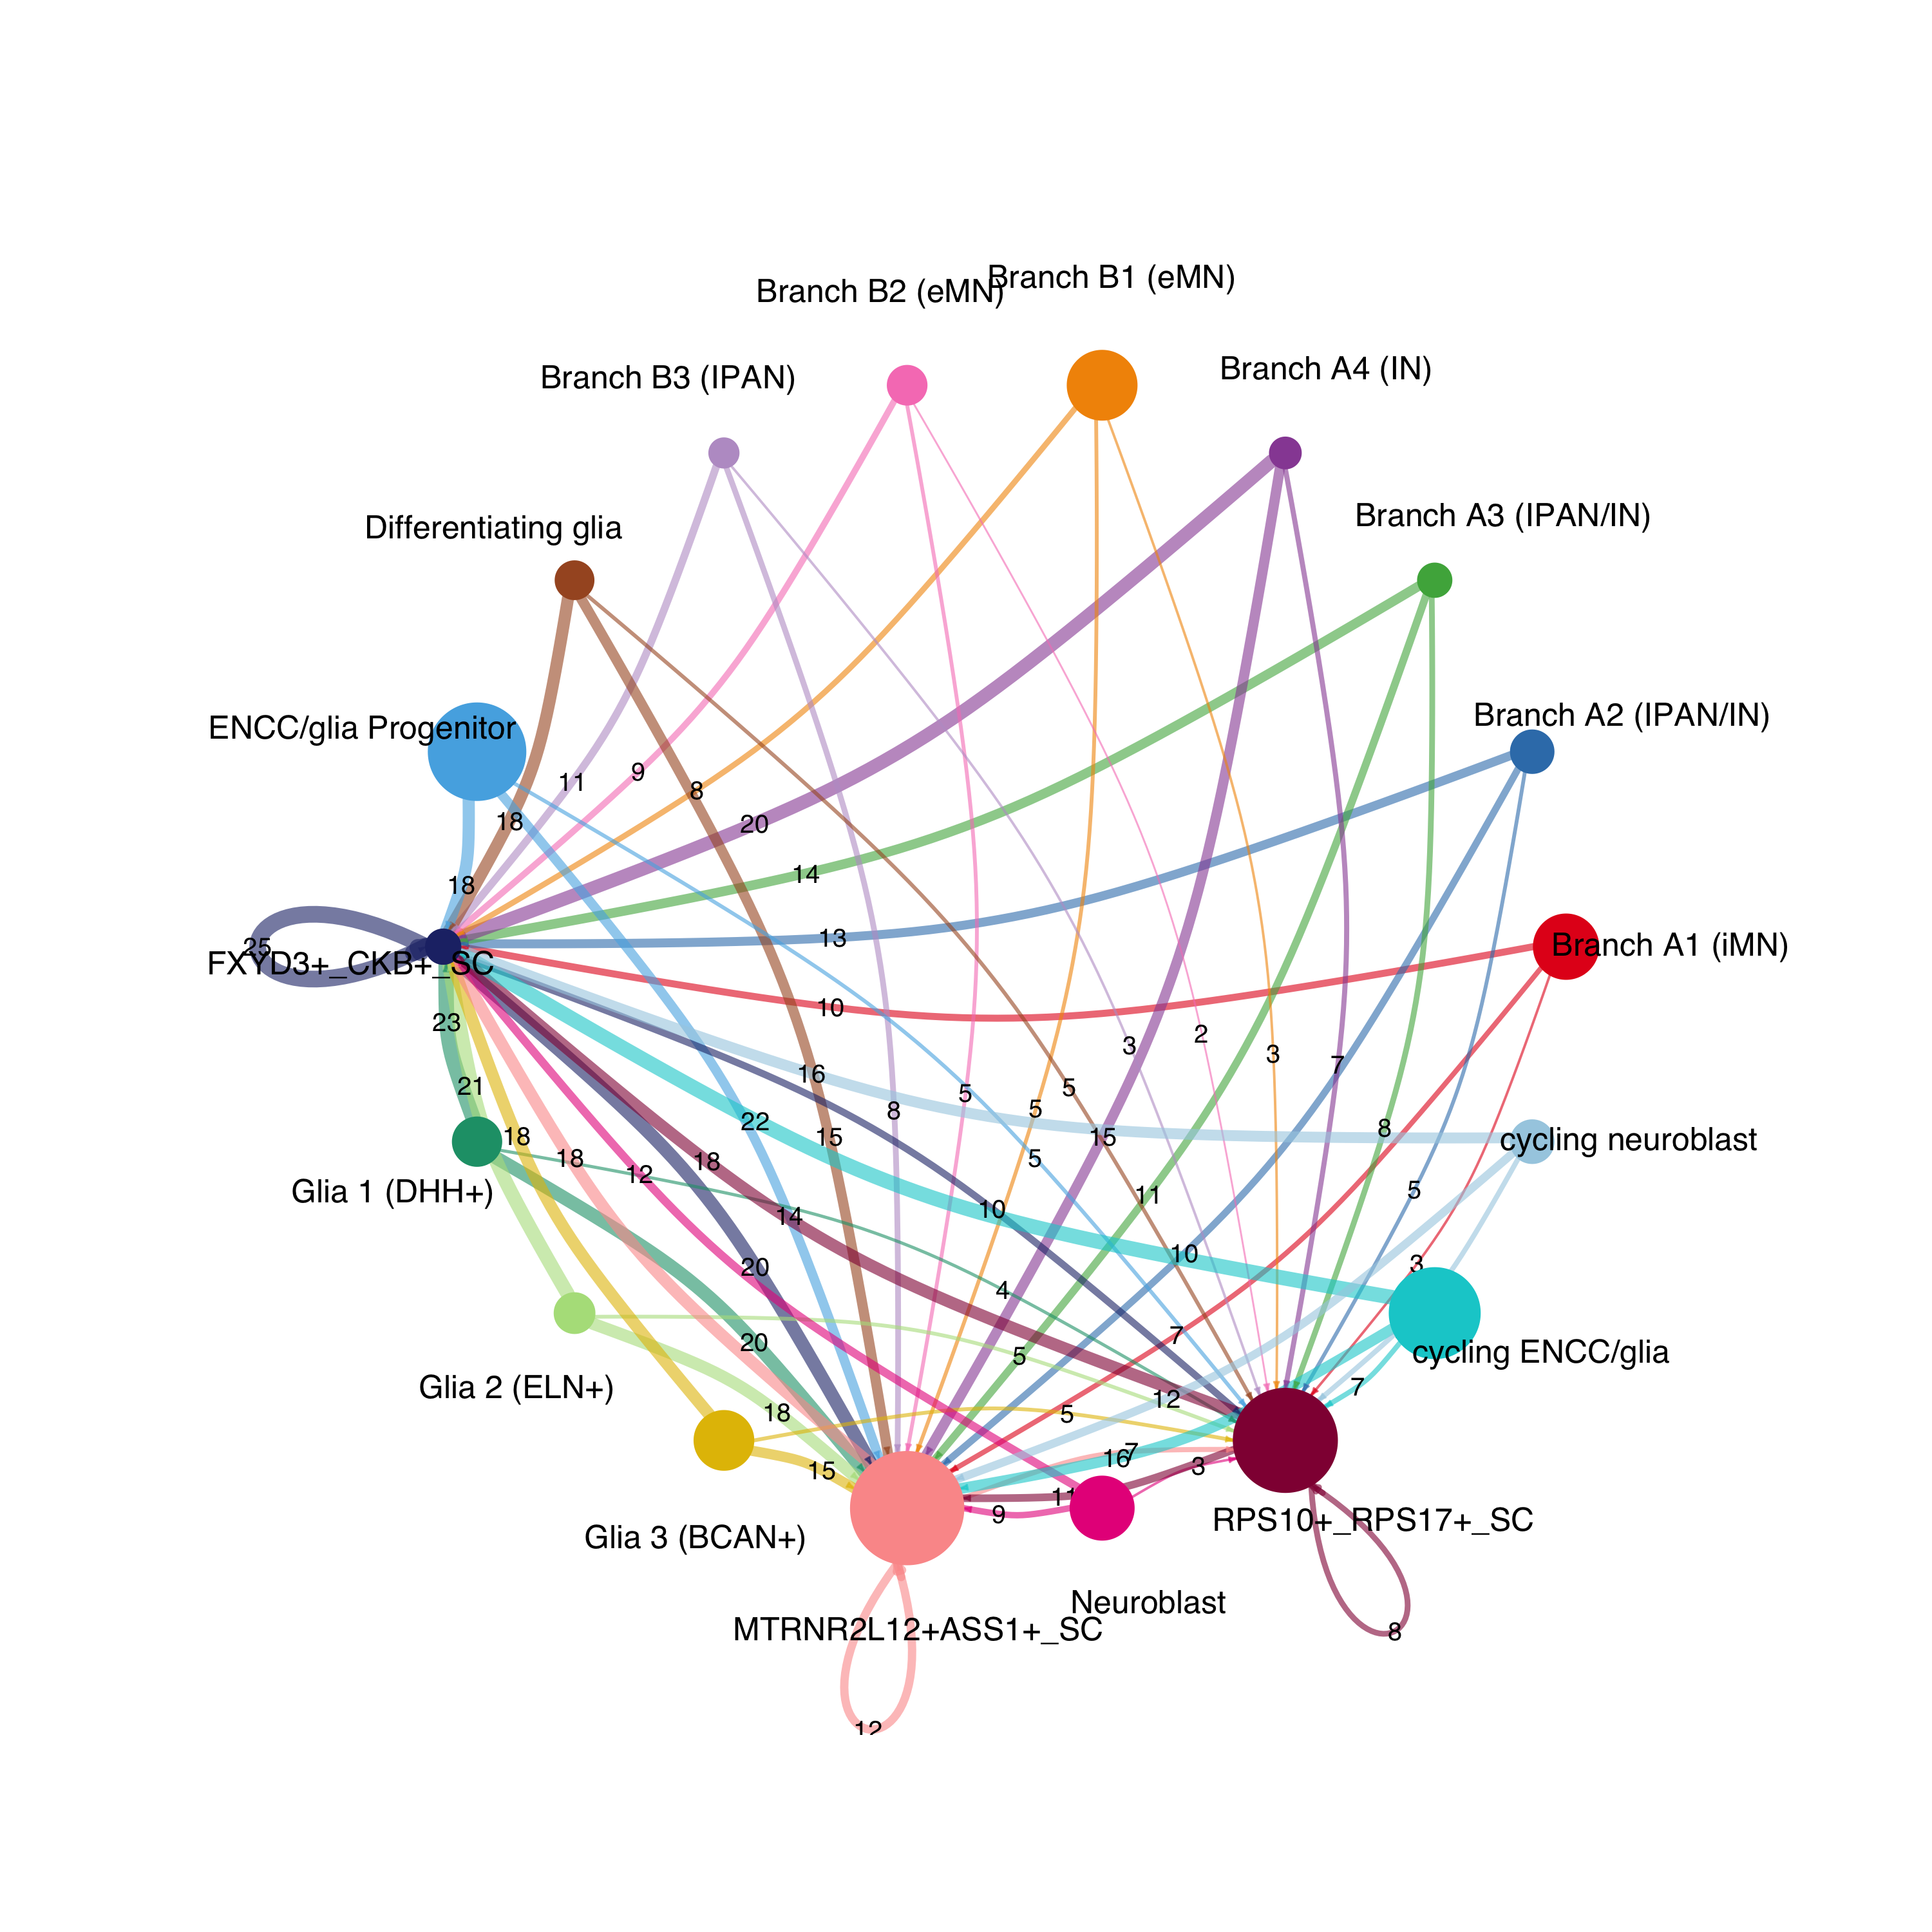 Branch B1 (eMN)
Branch B2 (eMN)
Branch A4 (IN)
Branch B3 (IPAN)
Branch A3 (IPAN/IN)
Differentiating glia
Branch A2 (IPAN/IN)
ENCC/glia Progenitor
9
11
8
18
20
14
18
13
Branch A1 (iMN)
25
FXYD3+_CKB+_SC
10
23
2
3
3
7
16
21
5
5
8
5
22
8
18
15
15
cycling neuroblast
18
18
5
12
5
Glia 1 (DHH+)
11
10
14
10
3
20
4
7
20
5
cycling ENCC/glia
Glia 2 (ELN+)
7
12
18
5
7
16
3
15
11
9
RPS10+_RPS17+_SC
Glia 3 (BCAN+)
Neuroblast
MTRNR2L12+ASS1+_SC
8
12